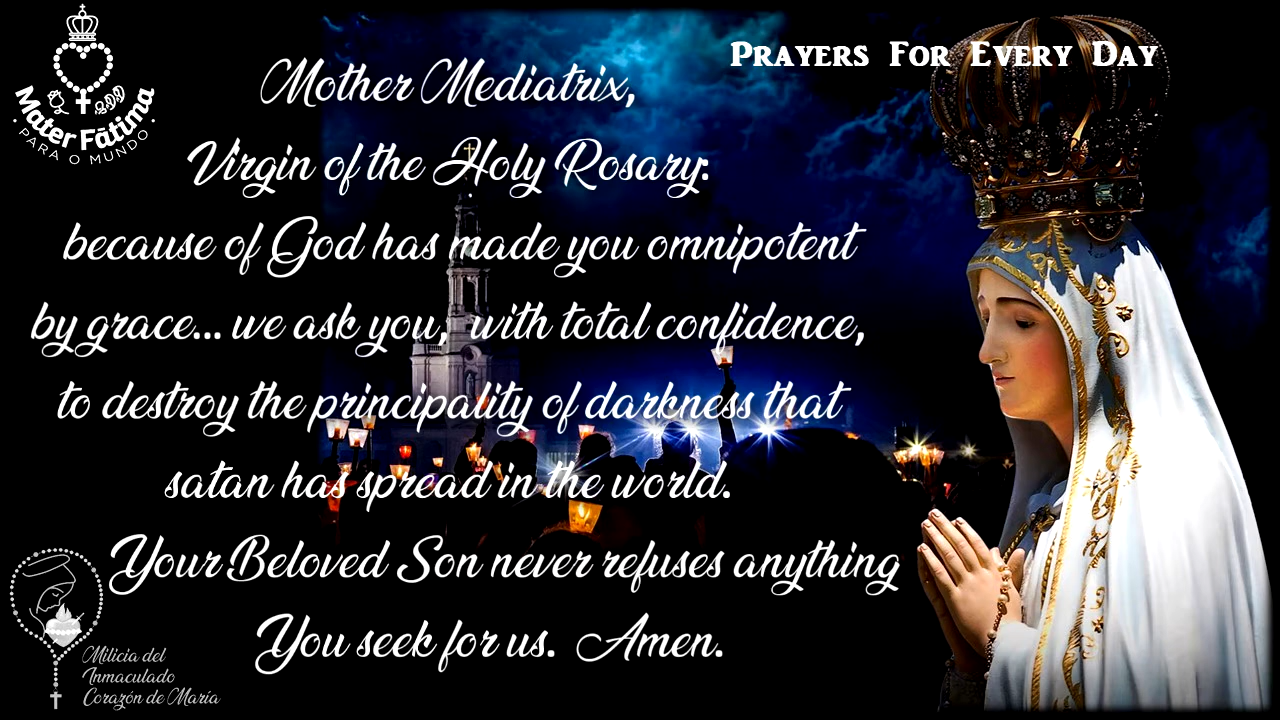 Mater Fátima
PARA O MUNDO
Prayers For Every Day
Mother Mediatrix,
Virgin of the Holy Rosary:
because of God has made you omnipotent
by grace... we ask you, with total confidence,
to destroy the principality of darkness that
satan has spread in the world.
Your Beloved Son never refuses anything
You seek for us. Amen.
Milicia del
Inmaculado
Corazón de María